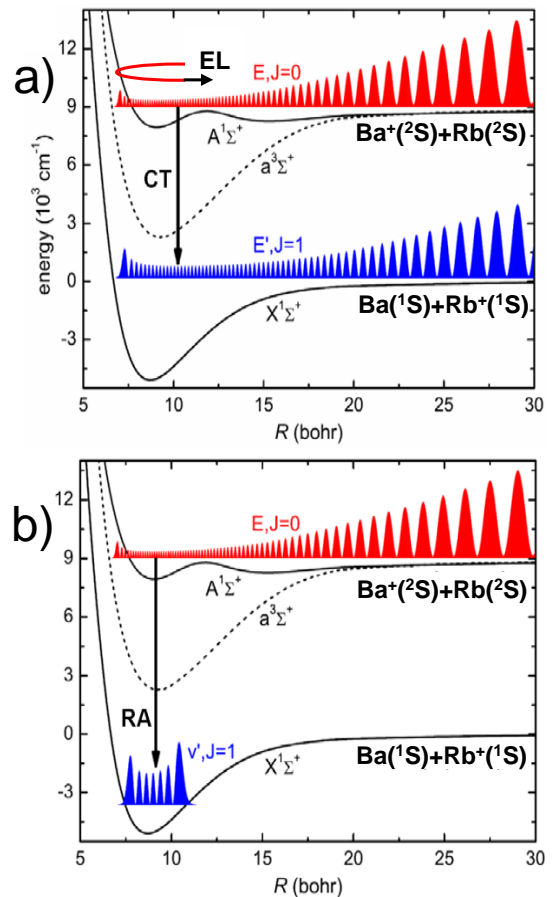 a)
EL
E,J=0
12
9
6
3
0
-3
energy (10³ cm⁻¹)
A¹Σ⁺
Ba⁺(²S)+Rb(²S)
a³Σ⁺
CT
E',J=1
Ba(¹S)+Rb⁺(¹S)
X¹Σ⁺
5 10 15 20 25 30
R (bohr)
b)
E,J=0
12
9
6
3
0
-3
A¹Σ⁺
Ba⁺(²S)+Rb(²S)
a³Σ⁺
RA
v',J=1
Ba(¹S)+Rb⁺(¹S)
X¹Σ⁺
5 10 15 20 25 30
R (bohr)